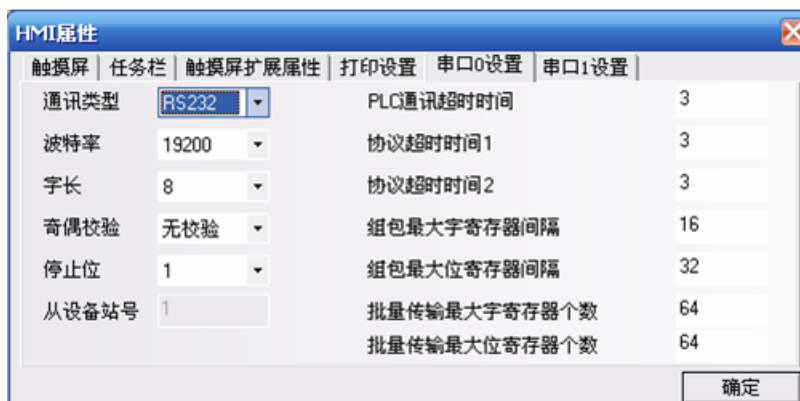 HMI属性
触摸屏 任务栏 触摸屏扩展属性 打印设置 串口0设置 串口1设置
通讯类型 RS232 PLC通讯超时时间 3
波特率 19200 协议超时时间1 3
字长 8 协议超时时间2 3
奇偶校验 无校验 组包最大字寄存器间隔 16
停止位 1 组包最大位寄存器间隔 32
从设备站号 1 批量传输最大字寄存器个数 64
批量传输最大位寄存器个数 64
确定